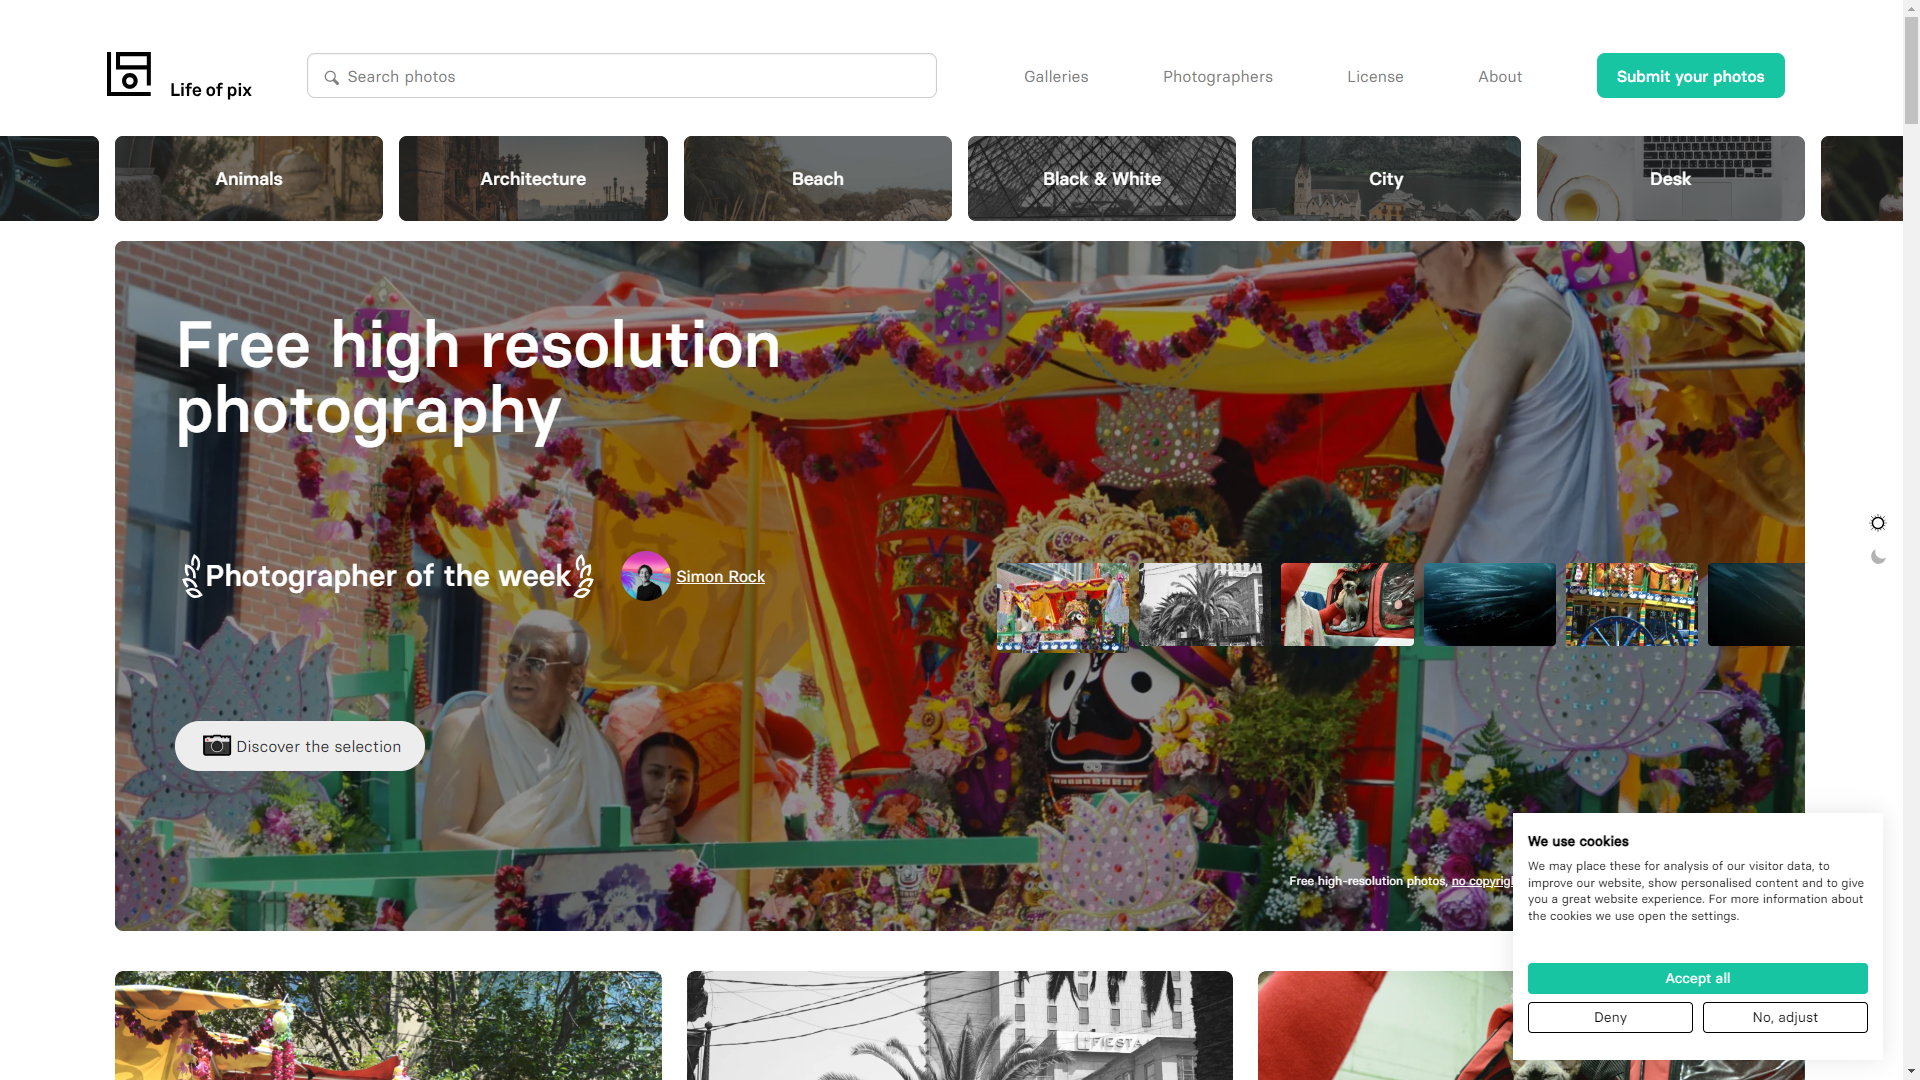 Life of pix
Search photos
Galleries
Photographers
License
About
Submit your photos
Animals
Architecture
Beach
Black & White
City
Desk
Free high resolution
photography
Photographer of the week
Simon Rock
Discover the selection
Free high-resolution photos, no
We use cookies
We may place these for analysis of our visitor data, to
improve our website, show personalised content and to give
you a great website experience. For more information about
the cookies we use open the settings.
Accept all
Deny
No, adjust
FIESTA